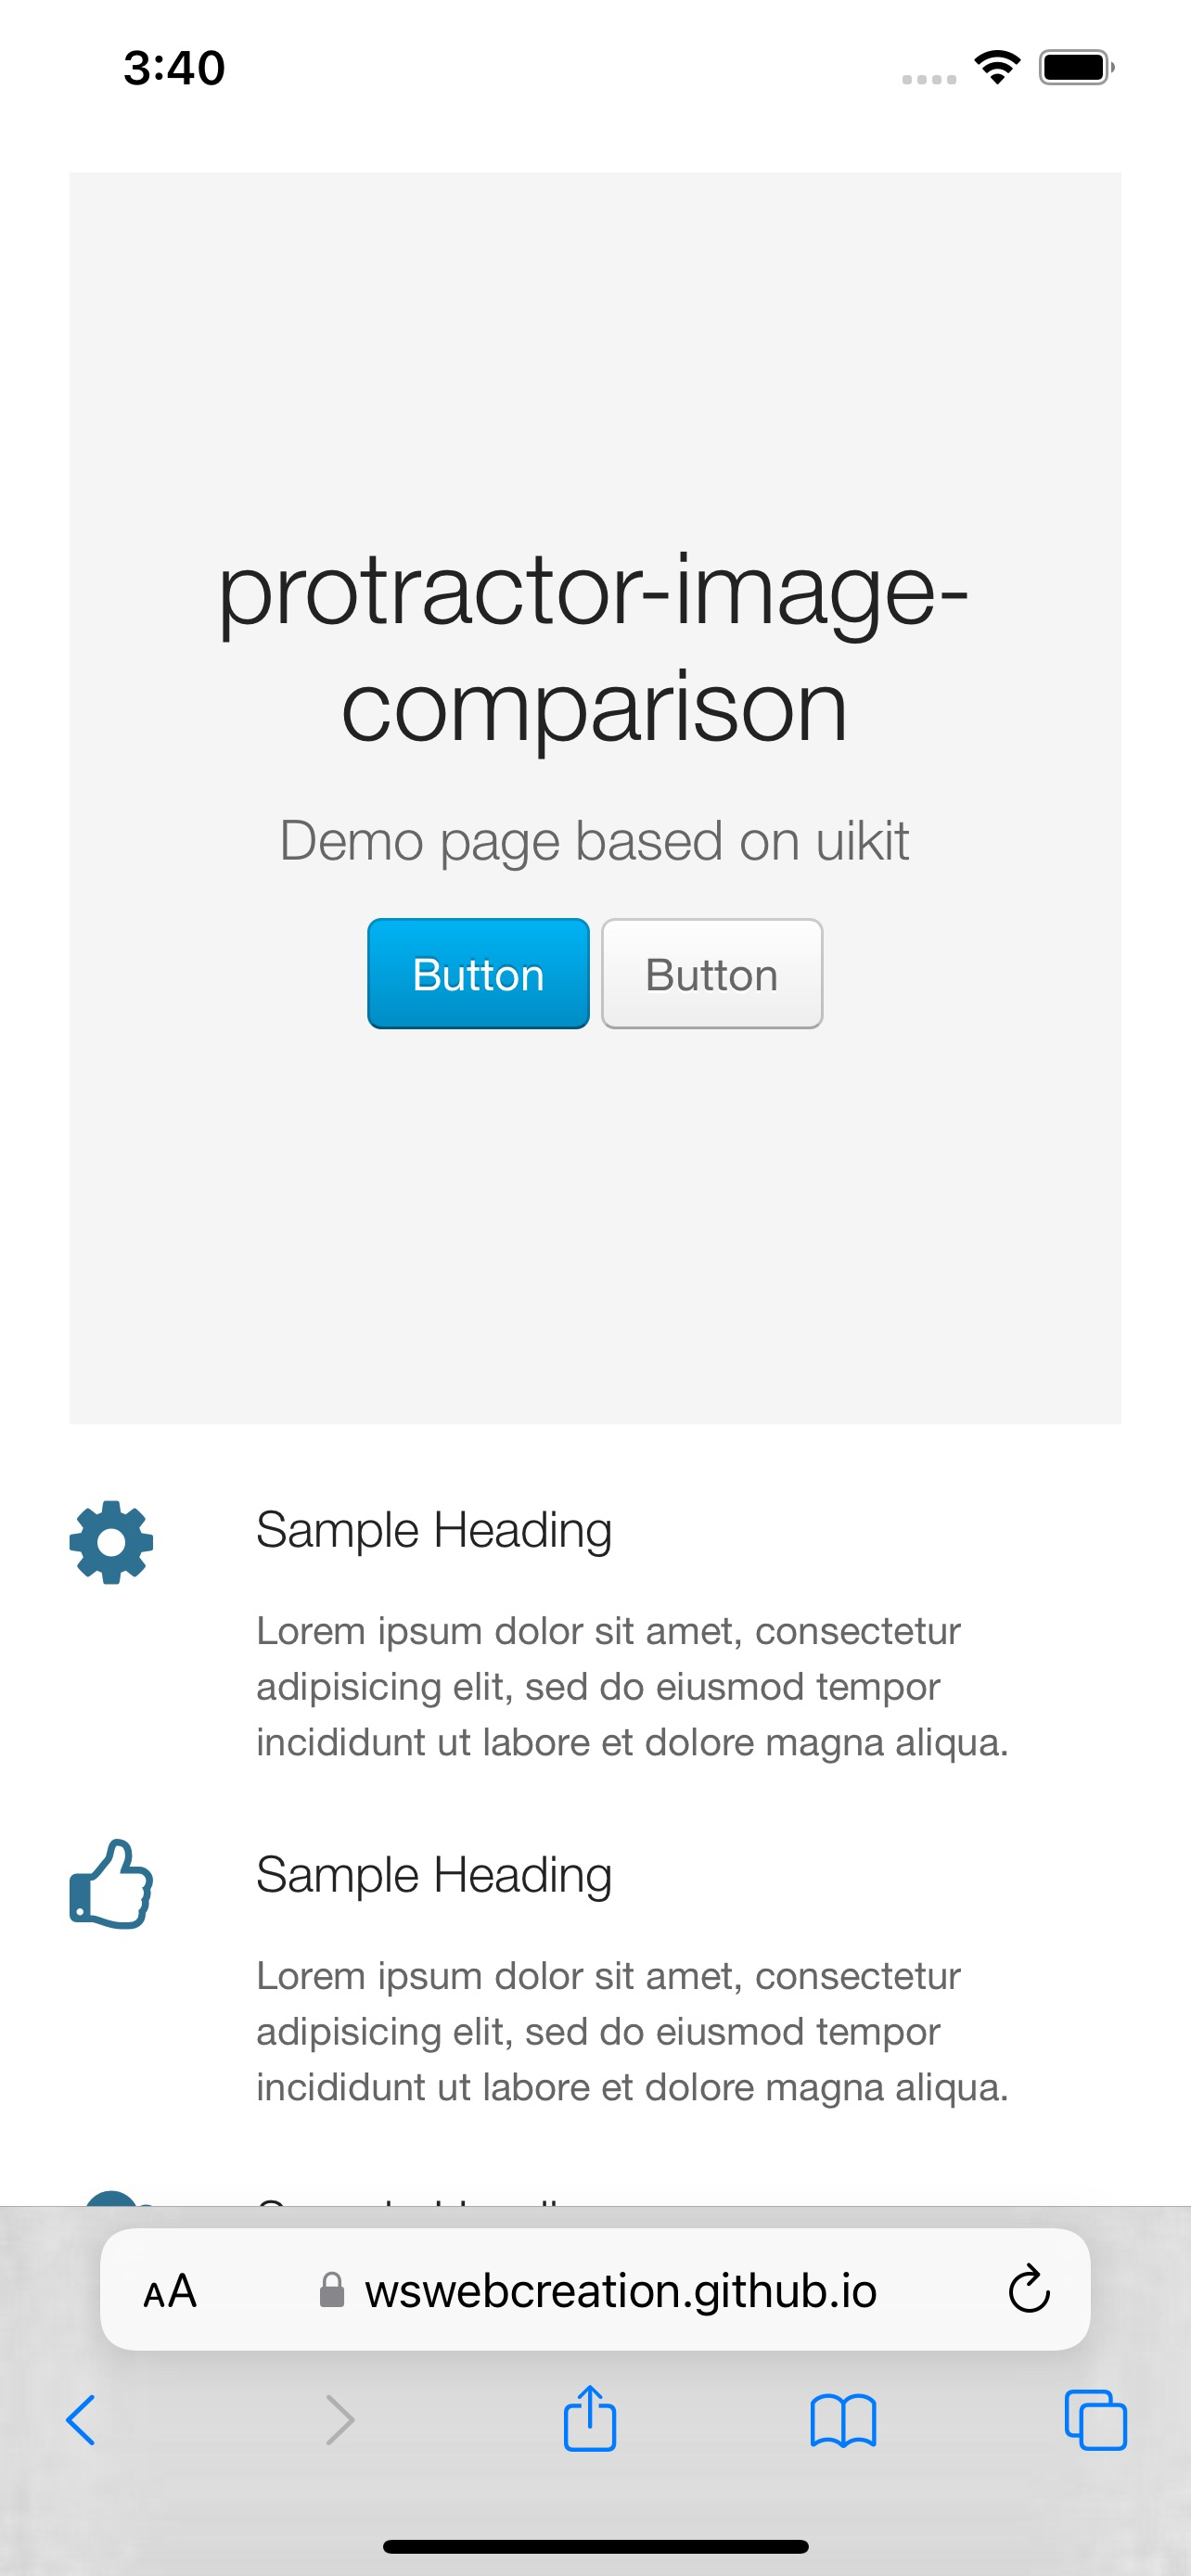 3:40
protractor-image-
comparison
Demo page based on uikit
Button Button
Sample Heading
Lorem ipsum dolor sit amet, consectetur
adipisicing elit, sed do eiusmod tempor
incididunt ut labore et dolore magna aliqua.
Sample Heading
Lorem ipsum dolor sit amet, consectetur
adipisicing elit, sed do eiusmod tempor
incididunt ut labore et dolore magna aliqua.
AA wswebcreation.github.io